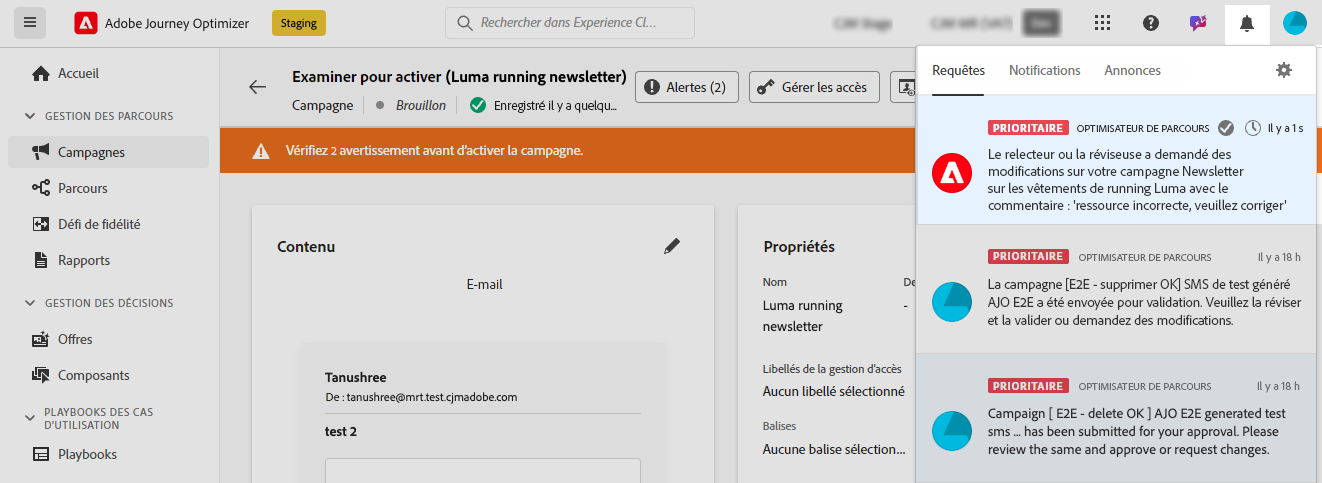 Adobe Journey Optimizer
Staging
Rechercher dans Experience Cl...
Accueil
GESTION DES PARCOURS
Campagnes
Parcours
Défi de fidélité
Rapports
GESTION DES DÉCISIONS
Offres
Composants
PLAYBOOKS DES CAS
D'UTILISATION
Playbooks
Examiner pour activer (Luma running newsletter)
Campagne
Brouillon
Enregistré il y a quelqu...
Alertes (2)
Gérer les accès
Vérifiez 2 avertissement avant d'activer la campagne.
Contenu
E-mail
Tanushree
De : tanushree@mrt.test.cjmadobe.com
test 2
Propriétés
Nom
De
Luma running
newsletter
-
Libellés de la gestion d'accès
Aucun libellé sélectionné
Balises
Aucune balise sélection...
Requêtes
Notifications
Annonces
PRIORITAIRE OPTIMISATEUR DE PARCOURS Il y a 1 s
Le relecteur ou la réviseuse a demandé des
modifications sur votre campagne Newsletter
sur les vêtements de running Luma avec le
commentaire : 'ressource incorrecte, veuillez corriger'
PRIORITAIRE OPTIMISATEUR DE PARCOURS Il y a 18 h
La campagne [E2E - supprimer OK] SMS de test généré
AJO E2E a été envoyée pour validation. Veuillez la réviser
et la valider ou demandez des modifications.
PRIORITAIRE OPTIMISATEUR DE PARCOURS Il y a 18 h
Campaign [ E2E - delete OK ] AJO E2E generated test
sms ... has been submitted for your approval. Please
review the same and approve or request changes.